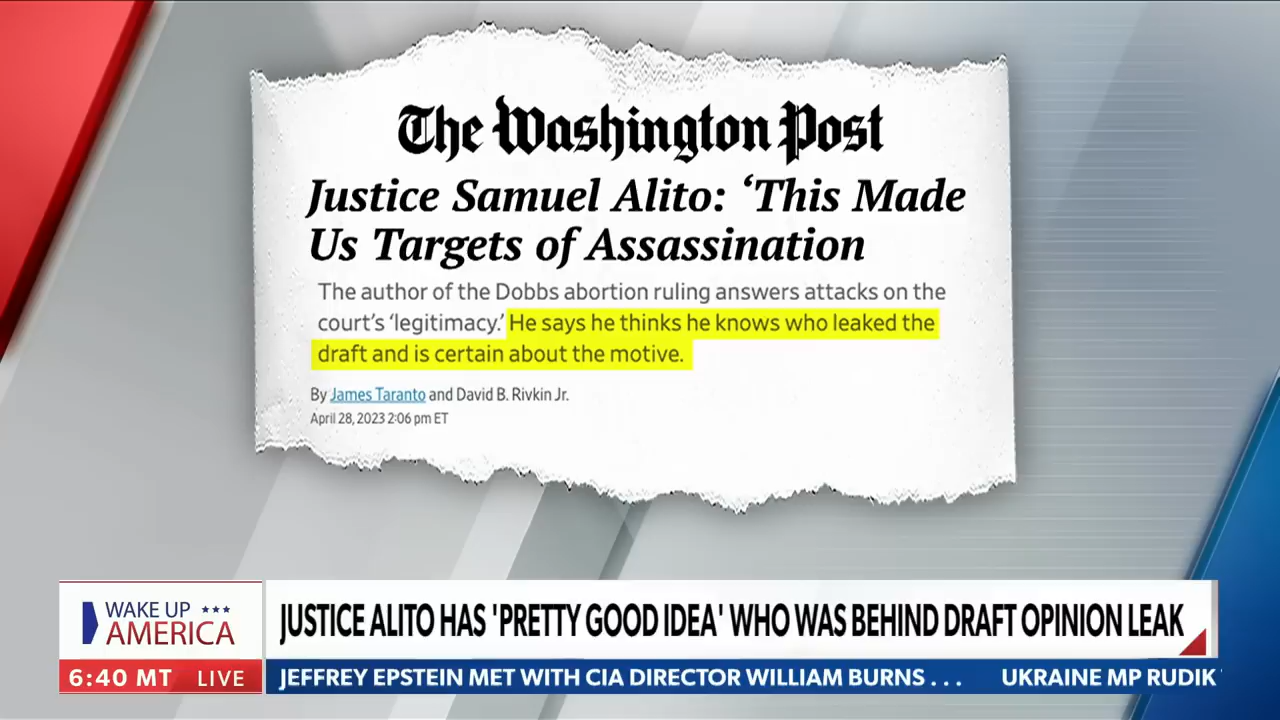 The Washington Post
Justice Samuel Alito: ‘This Made
Us Targets of Assassination
The author of the Dobbs abortion ruling answers attacks on the
court’s ‘legitimacy.’ He says he thinks he knows who leaked the
draft and is certain about the motive.
By James Taranto and David B. Rivkin Jr.
April 28, 2023 2:06 pm ET
WAKE UP
AMERICA
JUSTICE ALITO HAS 'PRETTY GOOD IDEA' WHO WAS BEHIND DRAFT OPINION LEAK
6:40 MT LIVE
JEFFREY EPSTEIN MET WITH CIA DIRECTOR WILLIAM BURNS . . . UKRAINE MP RUDIK